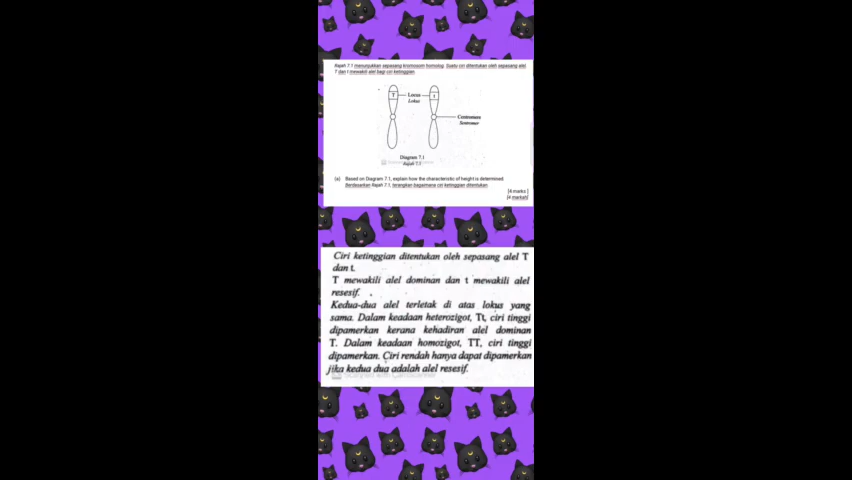 Rajah 7.1 menunjukkan sepasang kromosom homolog. Suatu ciri ditentukan oleh sepasang alel
T dan t mewakili alel bagi ciri ketinggian.
T
Locus
Lokus
t
Centromere
Sentromer
Diagram 7.1
Rajah 7.1
(a) Based on Diagram 7.1, explain how the characteristic of height is determined.
Berdasarkan Rajah 7.1, terangkan bagaimana ciri ketinggian ditentukan.
[4 marks ]
[4 markah]
Ciri ketinggian ditentukan oleh sepasang alel T
dan t.
T mewakili alel dominan dan t mewakili alel
resesif.
Kedua-dua alel terletak di atas lokus yang
sama. Dalam keadaan heterozigot, Tt, ciri tinggi
dipamerkan kerana kehadiran alel dominan
T. Dalam keadaan homozigot, TT, ciri tinggi
dipamerkan. Ciri rendah hanya dapat dipamerkan
jika kedua dua adalah alel resesif.